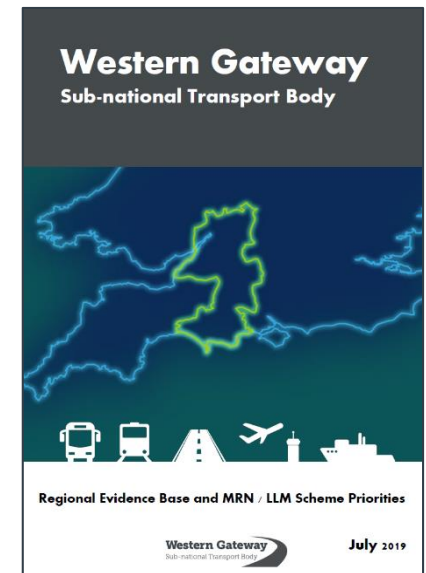 Western Gateway
Sub-national Transport Body
Regional Evidence Base and MRN / LLM Scheme Priorities
Western Gateway
Sub-national Transport Body
July 2019